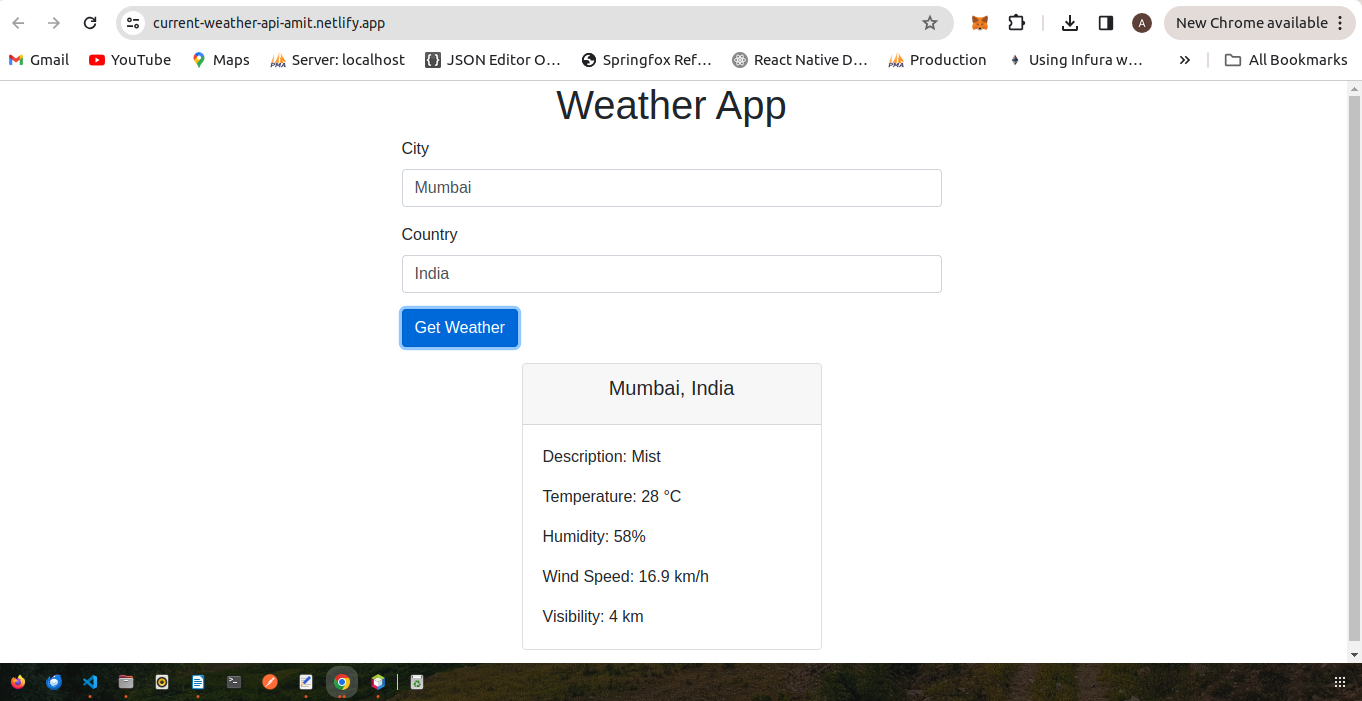 current-weather-api-amit.netlify.app
A
New Chrome available
Gmail
YouTube
Maps
Server: localhost
JSON Editor O...
Springfox Ref...
React Native D...
Production
Using Infura w...
All Bookmarks
Weather App
City
Mumbai
Country
India
Get Weather
Mumbai, India
Description: Mist
Temperature: 28 °C
Humidity: 58%
Wind Speed: 16.9 km/h
Visibility: 4 km